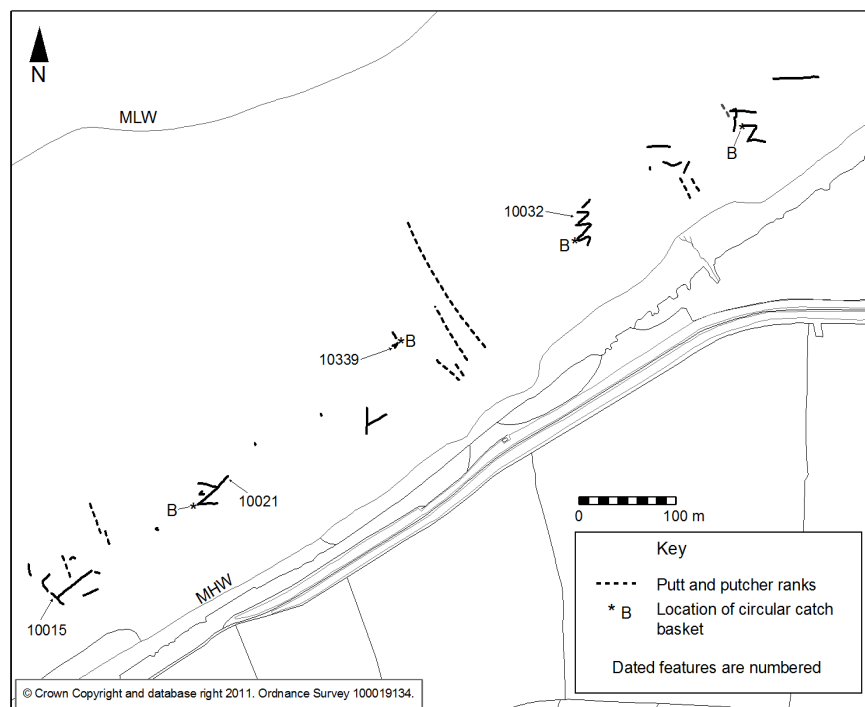 N
MLW
B
10032
B
B
10339
10021
B
MHW
10015
0 100 m
Key
Putt and putcher ranks
* B Location of circular catch
basket
Dated features are numbered
© Crown Copyright and database right 2011. Ordnance Survey 100019134.